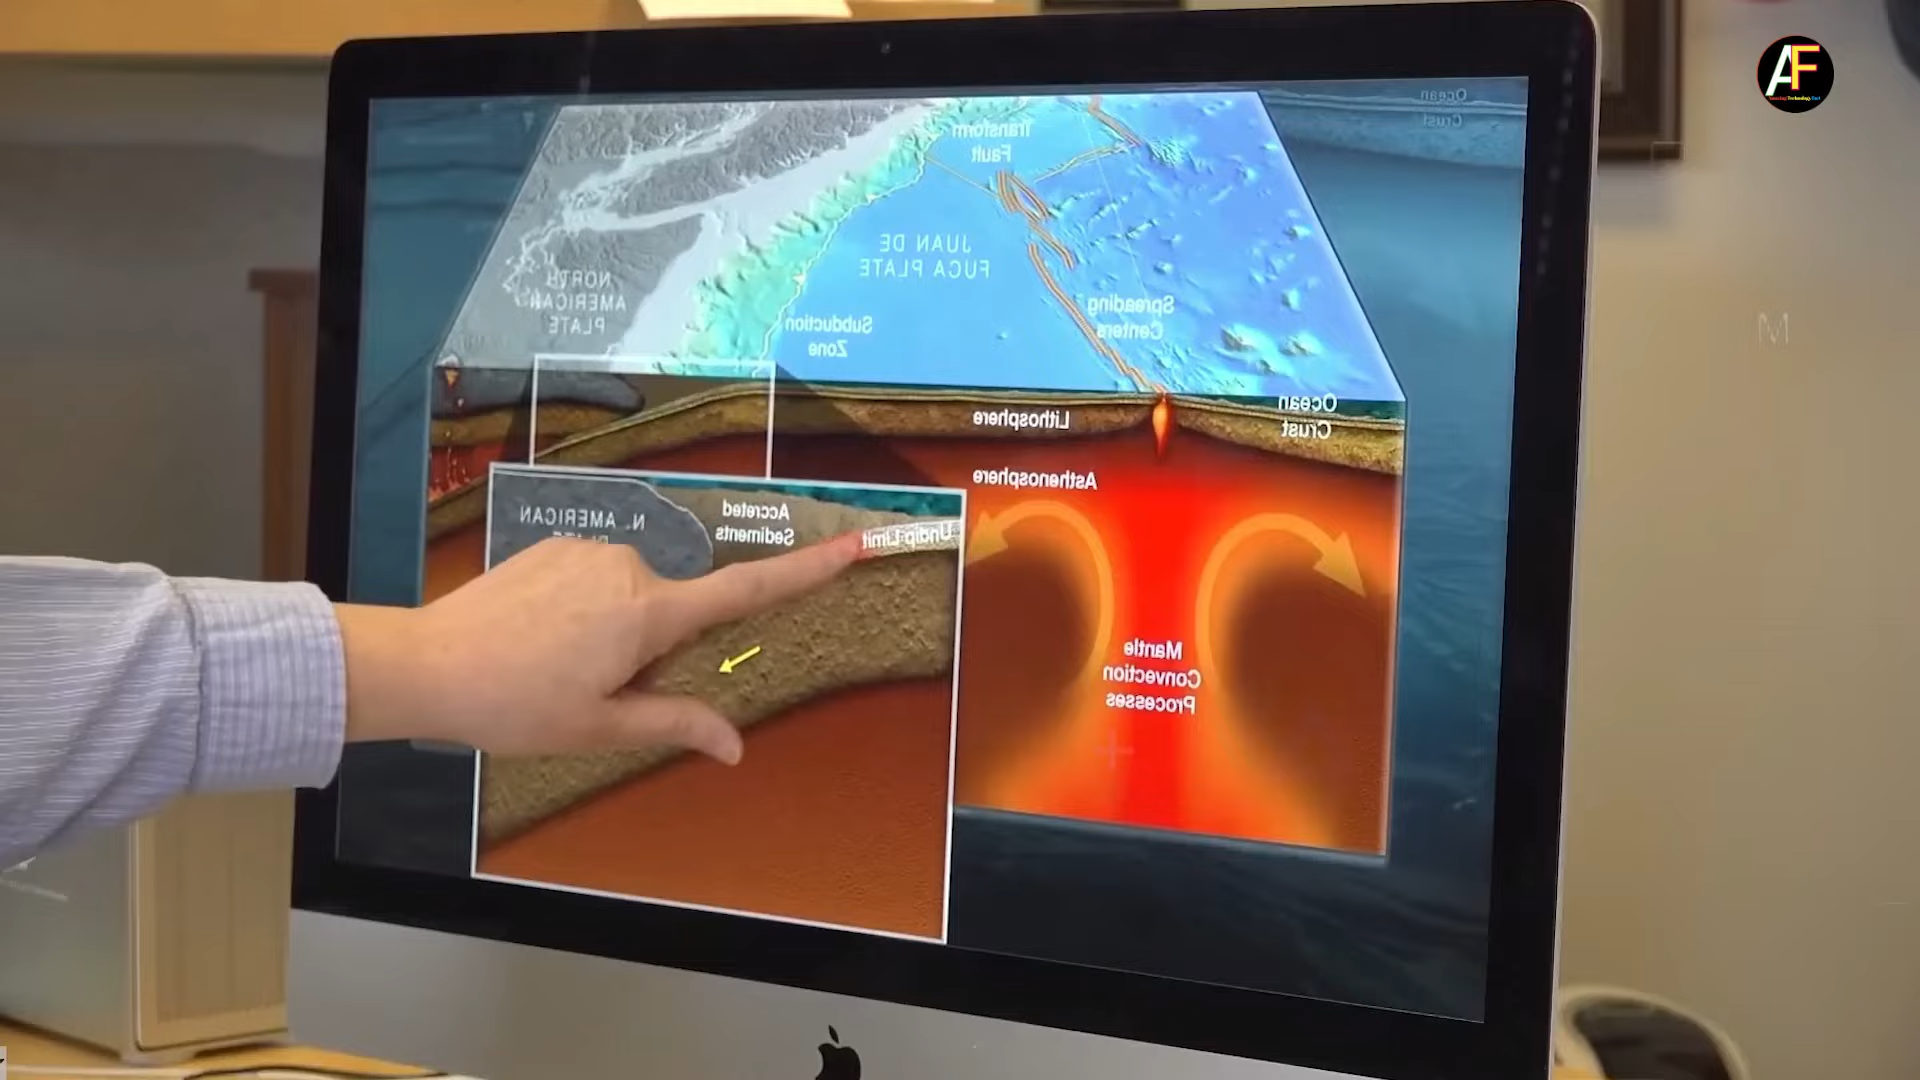 AF
Ocean
Crust
Transform
Fault
JUAN DE
FUCA PLATE
NORTH
AMERICAN
PLATE
Spreading
Centers
Subduction
Zone
Ocean
Crust
Lithosphere
Asthenosphere
N. AMERICAN
Accreted
Sediments
Updip Limit
Mantle
Convection
Processes